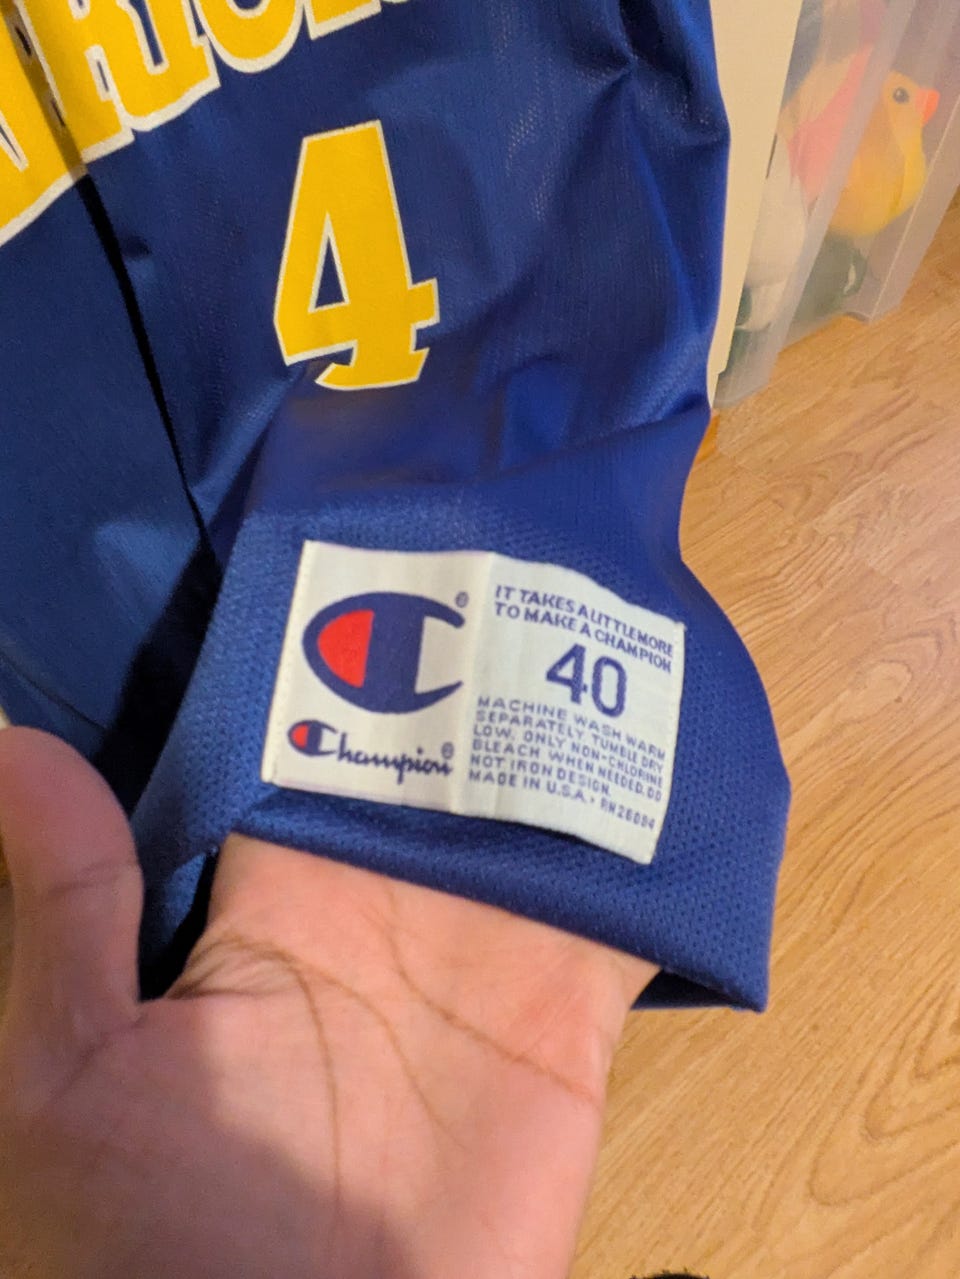 4
IT TAKES A LITTLE MORE
TO MAKE A CHAMPION
40
Champion
MACHINE WASH WARM
SEPARATELY TUMBLE DRY
LOW. ONLY NON-CHLORINE
BLEACH WHEN NEEDED. DO
NOT IRON DESIGN.
MADE IN U.S.A. • RN26094